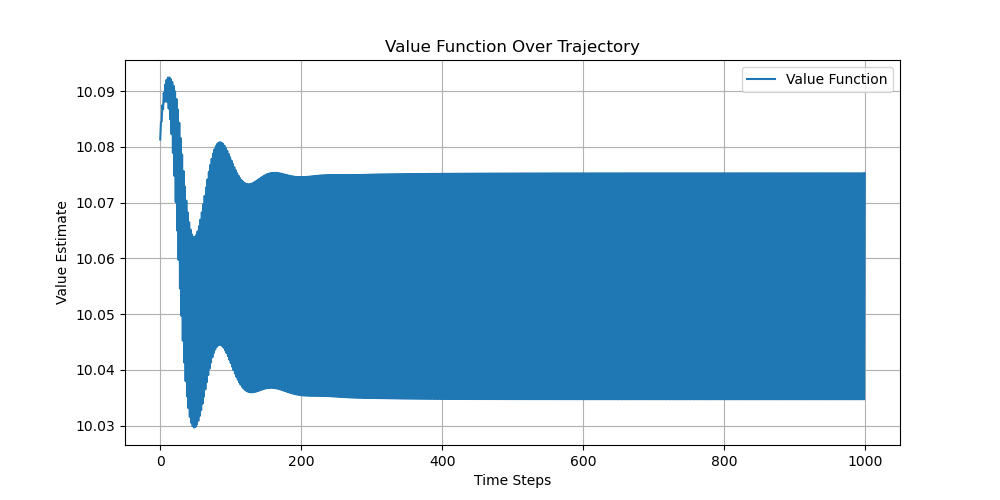 Value Function Over Trajectory
Value Function
10.09
10.08
10.07
10.06
10.05
10.04
10.03
Value Estimate
0 200 400 600 800 1000
Time Steps